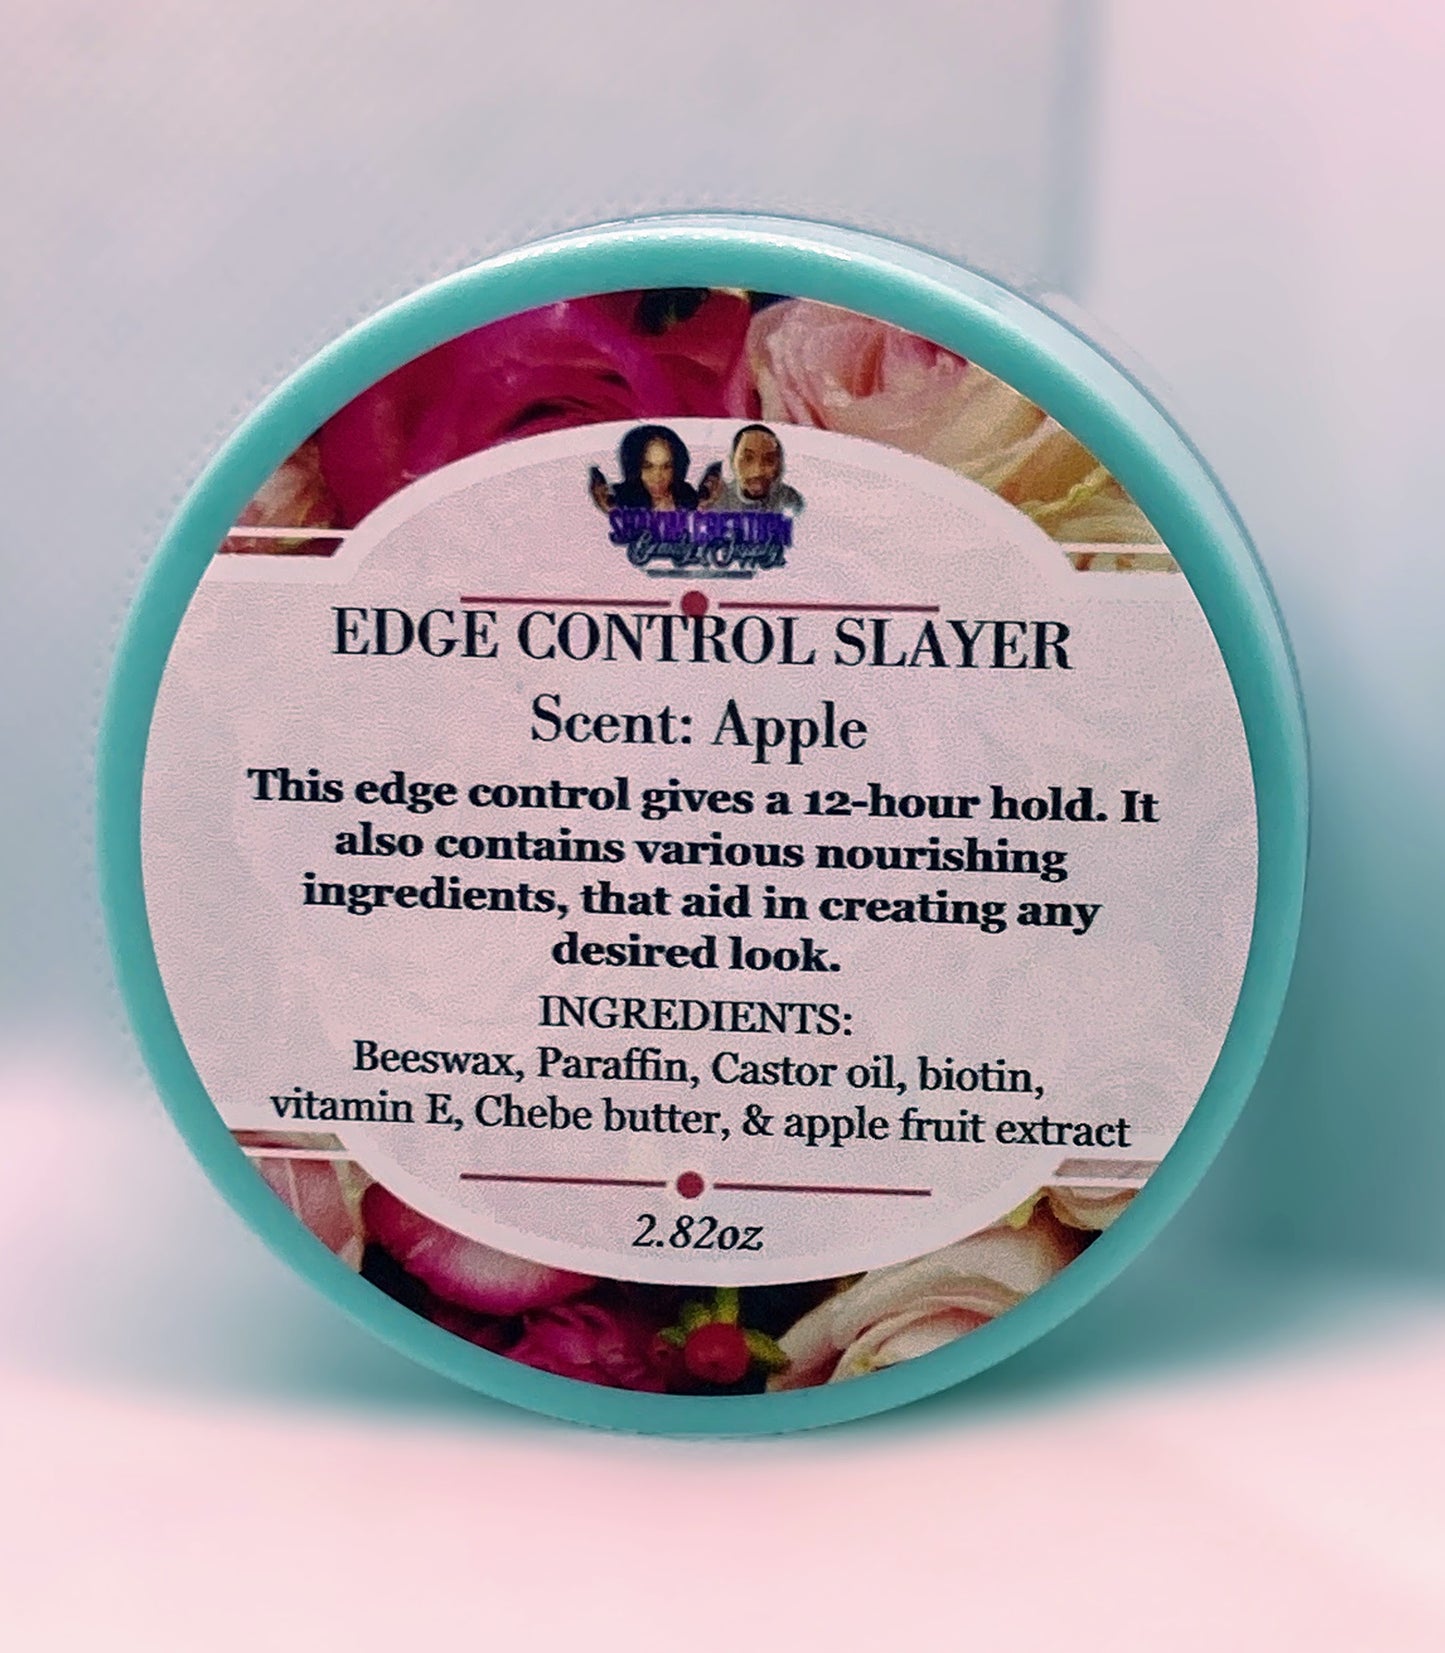 Beauty Supply
EDGE CONTROL SLAYER
Scent: Apple
This edge control gives a 12-hour hold. It
also contains various nourishing
ingredients, that aid in creating any
desired look.
INGREDIENTS:
Beeswax, Paraffin, Castor oil, biotin,
vitamin E, Chebe butter, & apple fruit extract
2.82oz